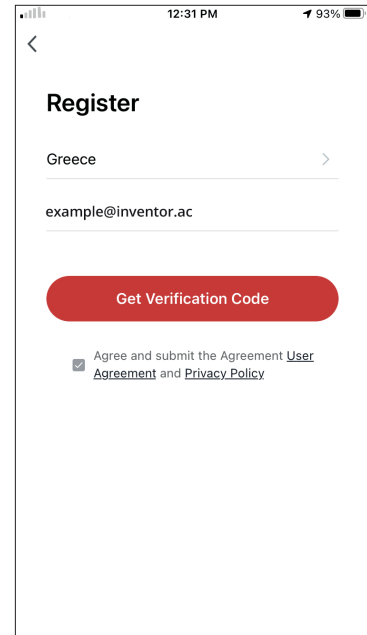 12:31 PM
93%
Register
Greece
example@inventor.ac
Get Verification Code
Agree and submit the Agreement User
Agreement and Privacy Policy